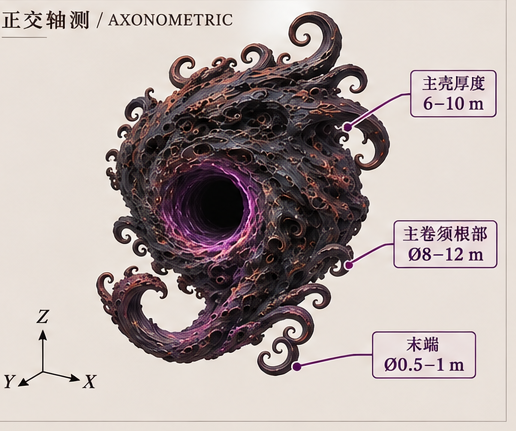 正交轴测 / AXONOMETRIC
主壳厚度
6–10 m
主卷须根部
Ø8–12 m
末端
Ø0.5–1 m
Z
Y
X